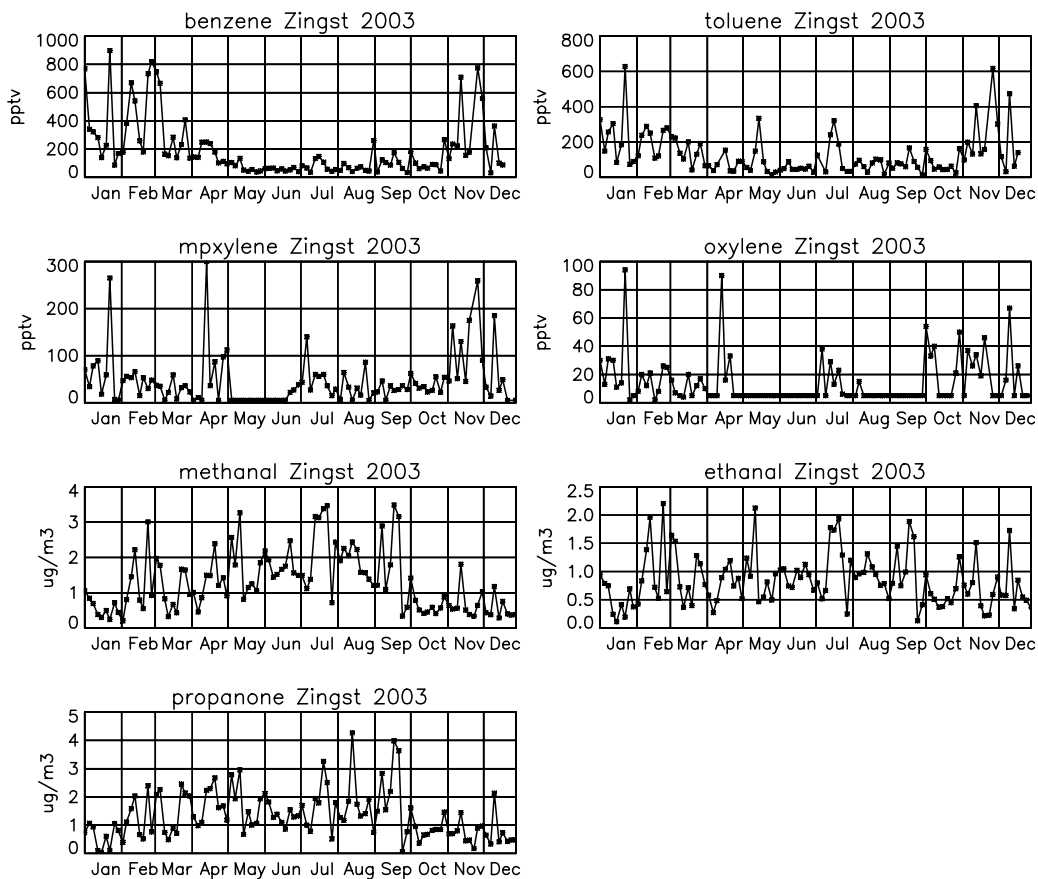 benzene Zingst 2003
1000
800
600
400
200
0
pptv
Jan Feb Mar Apr May Jun Jul Aug Sep Oct Nov Dec
toluene Zingst 2003
800
600
400
200
0
pptv
Jan Feb Mar Apr May Jun Jul Aug Sep Oct Nov Dec
mpxylene Zingst 2003
300
200
100
0
pptv
Jan Feb Mar Apr May Jun Jul Aug Sep Oct Nov Dec
oxylene Zingst 2003
100
80
60
40
20
0
pptv
Jan Feb Mar Apr May Jun Jul Aug Sep Oct Nov Dec
methanal Zingst 2003
4
3
2
1
0
ug/m3
Jan Feb Mar Apr May Jun Jul Aug Sep Oct Nov Dec
ethanal Zingst 2003
2.5
2.0
1.5
1.0
0.5
0.0
ug/m3
Jan Feb Mar Apr May Jun Jul Aug Sep Oct Nov Dec
propanone Zingst 2003
5
4
3
2
1
0
ug/m3
Jan Feb Mar Apr May Jun Jul Aug Sep Oct Nov Dec